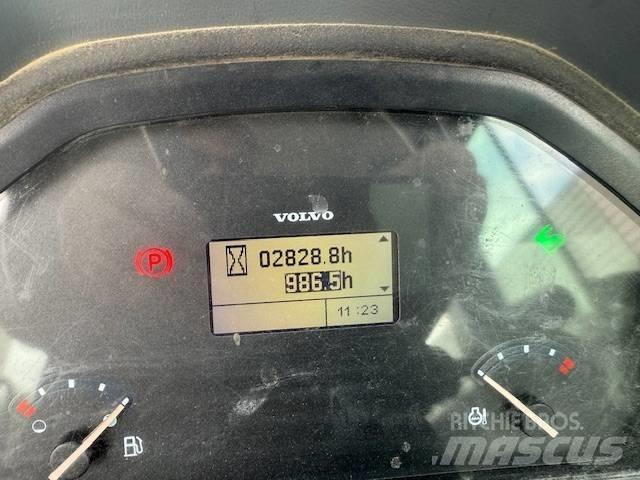 VOLVO
02828.8h
986.5h
11:23
P
RITCHIE BROS.
MASCUS